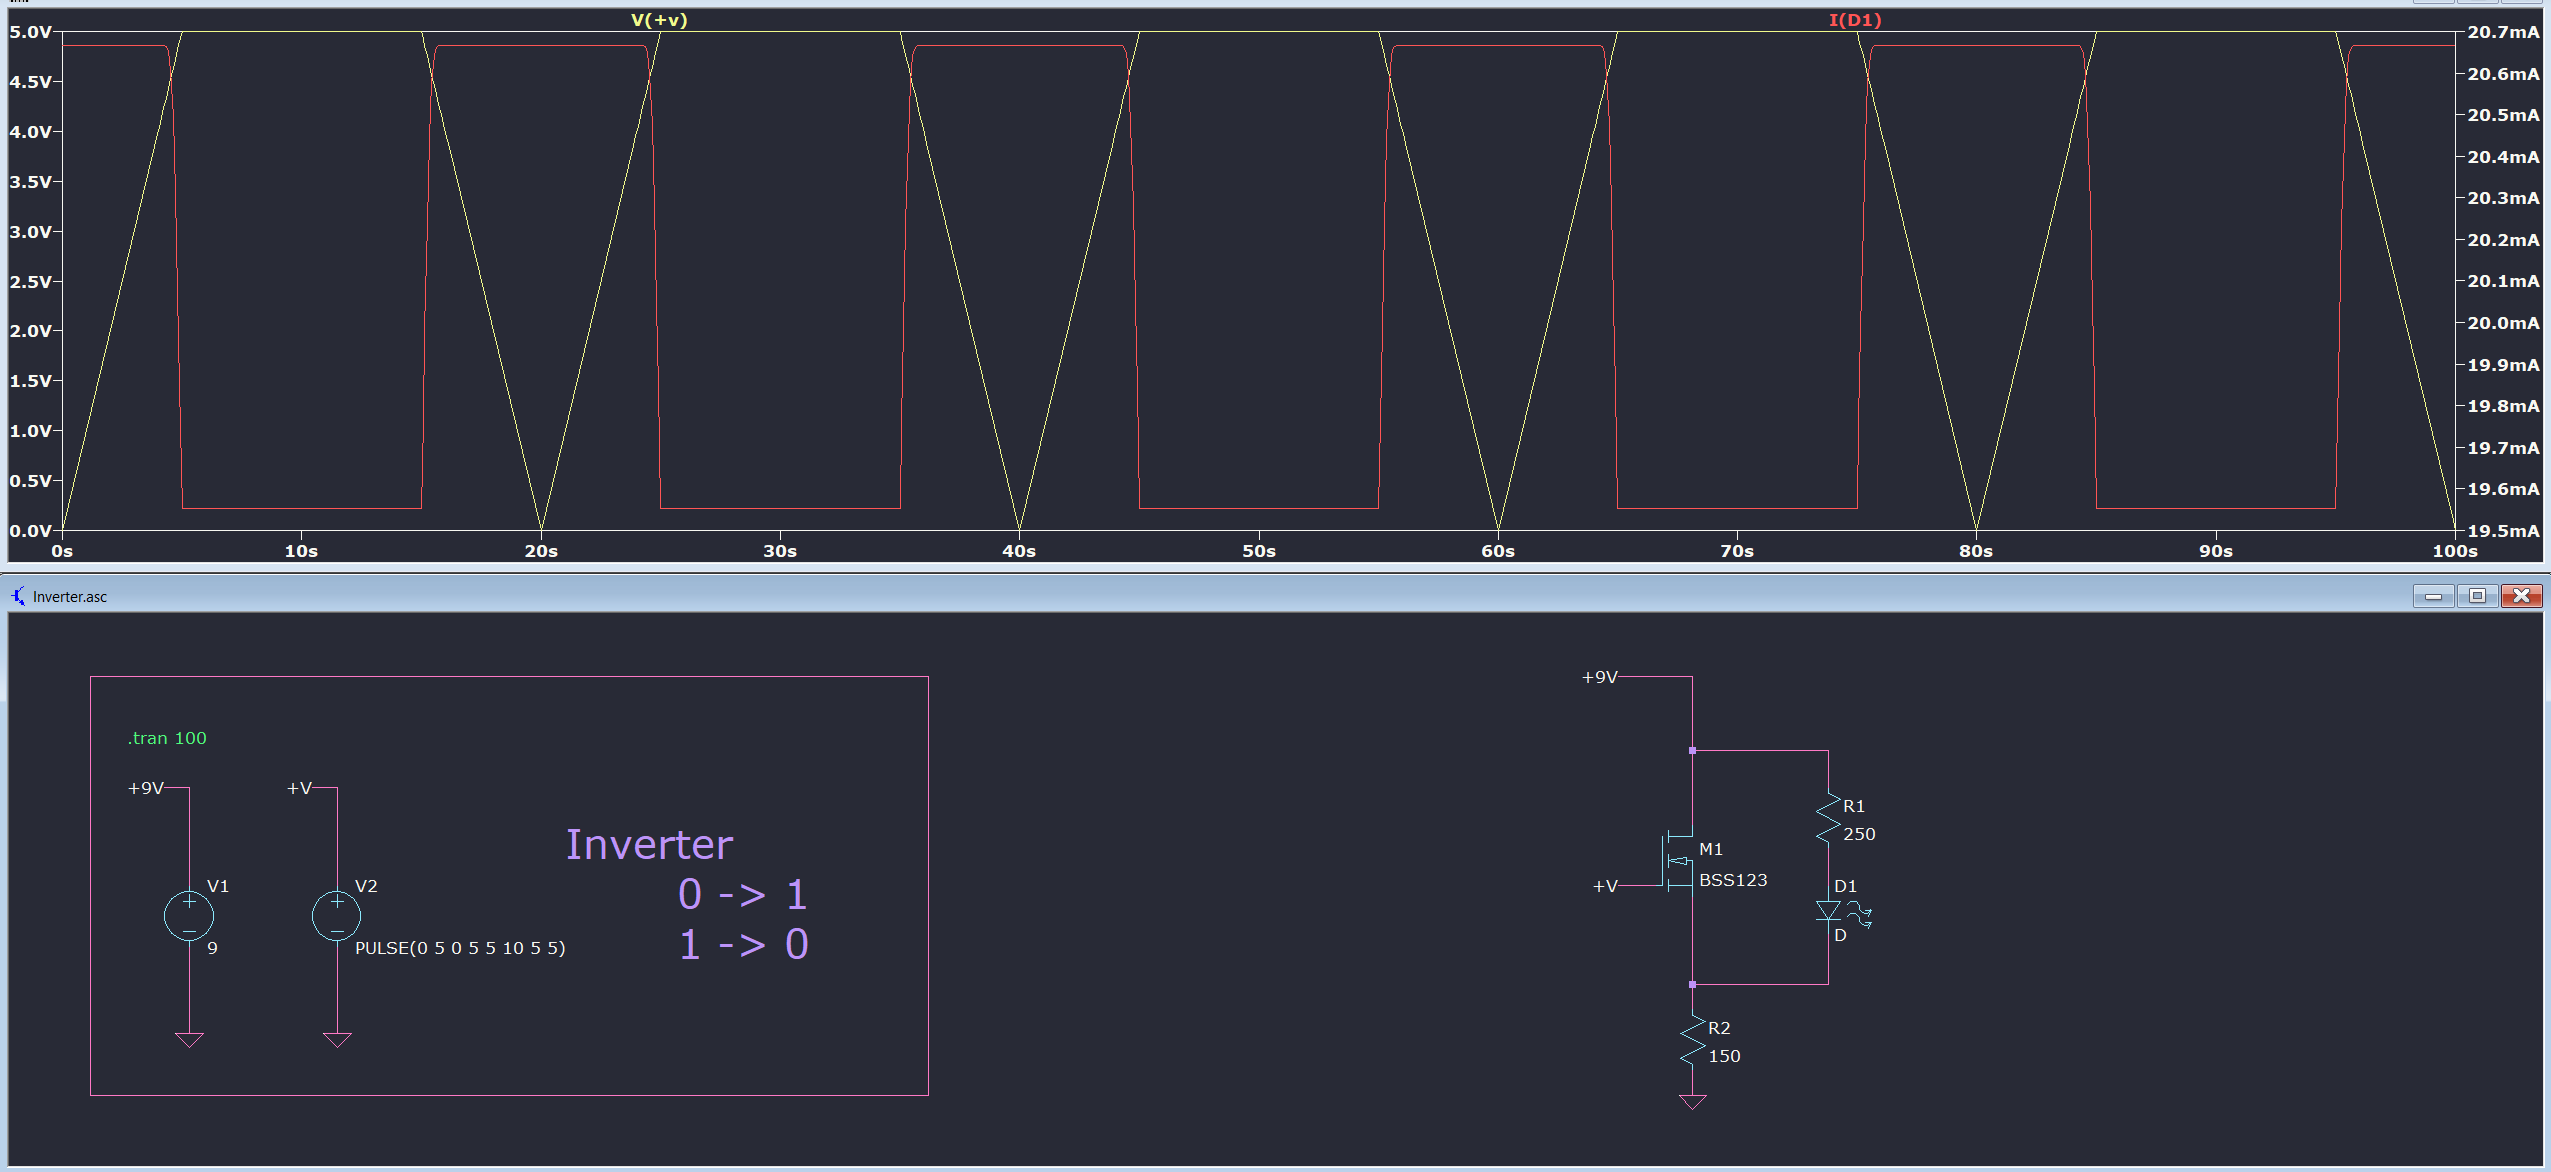 V(+v) I(D1)
5.0V 20.7mA
4.5V 20.6mA
4.0V 20.5mA
3.5V 20.4mA
3.0V 20.3mA
2.5V 20.2mA
2.0V 20.1mA
1.5V 20.0mA
1.0V 19.9mA
0.5V 19.8mA
0.0V 19.7mA
19.6mA
19.5mA
0s 10s 20s 30s 40s 50s 60s 70s 80s 90s 100s
Inverter.asc
.tran 100
+9V +V
V1 V2
9 PULSE(0 5 0 5 5 10 5 5)
Inverter
0 -> 1
1 -> 0
+9V
R1
250
M1
BSS123
+V
D1
D
R2
150